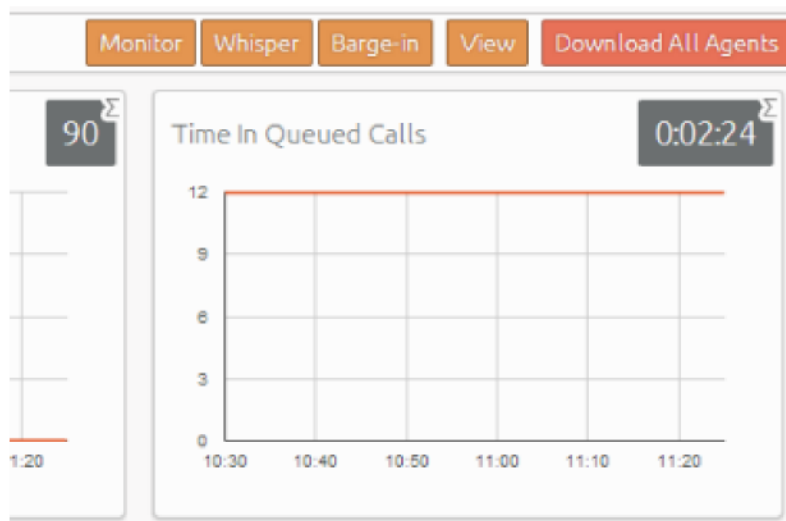 Monitor Whisper Barge-in View Download All Agents
90 Σ
Time In Queued Calls 0:02:24 Σ
12
9
6
3
0
1:20
10:30 10:40 10:50 11:00 11:10 11:20